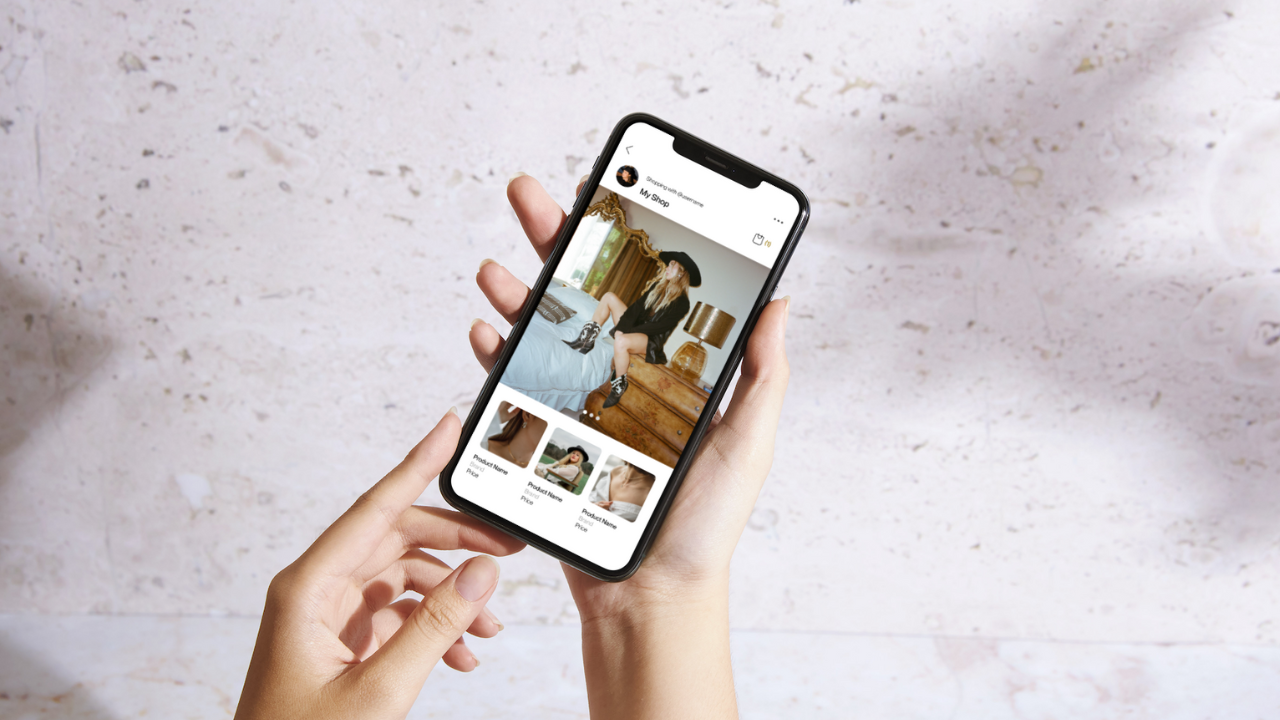 Shopping with @username
My Shop
Product Name
Brand
Price
Product Name
Brand
Price
Product Name
Brand
Price